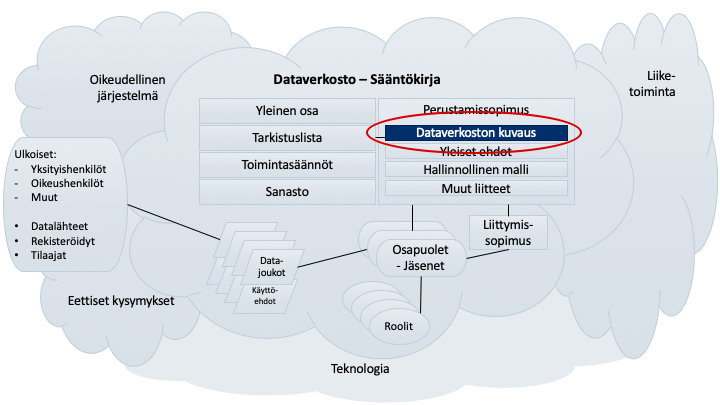 Oikeudellinen
järjestelmä
Dataverkosto – Sääntökirja
Liike-
toiminta
Yleinen osa
Tarkistuslista
Toimintasäännöt
Sanasto
Perustamissopimus
Dataverkoston kuvaus
Yleiset ehdot
Hallinnollinen malli
Muut liitteet
Ulkoiset:
- Yksityishenkilöt
- Oikeushenkilöt
- Muut
• Datalähteet
• Rekisteröidyt
• Tilaajat
Liittymis-
sopimus
Osapuolet
- Jäsenet
Data-
joukot
Käyttö-
ehdot
Eettiset kysymykset
Roolit
Teknologia